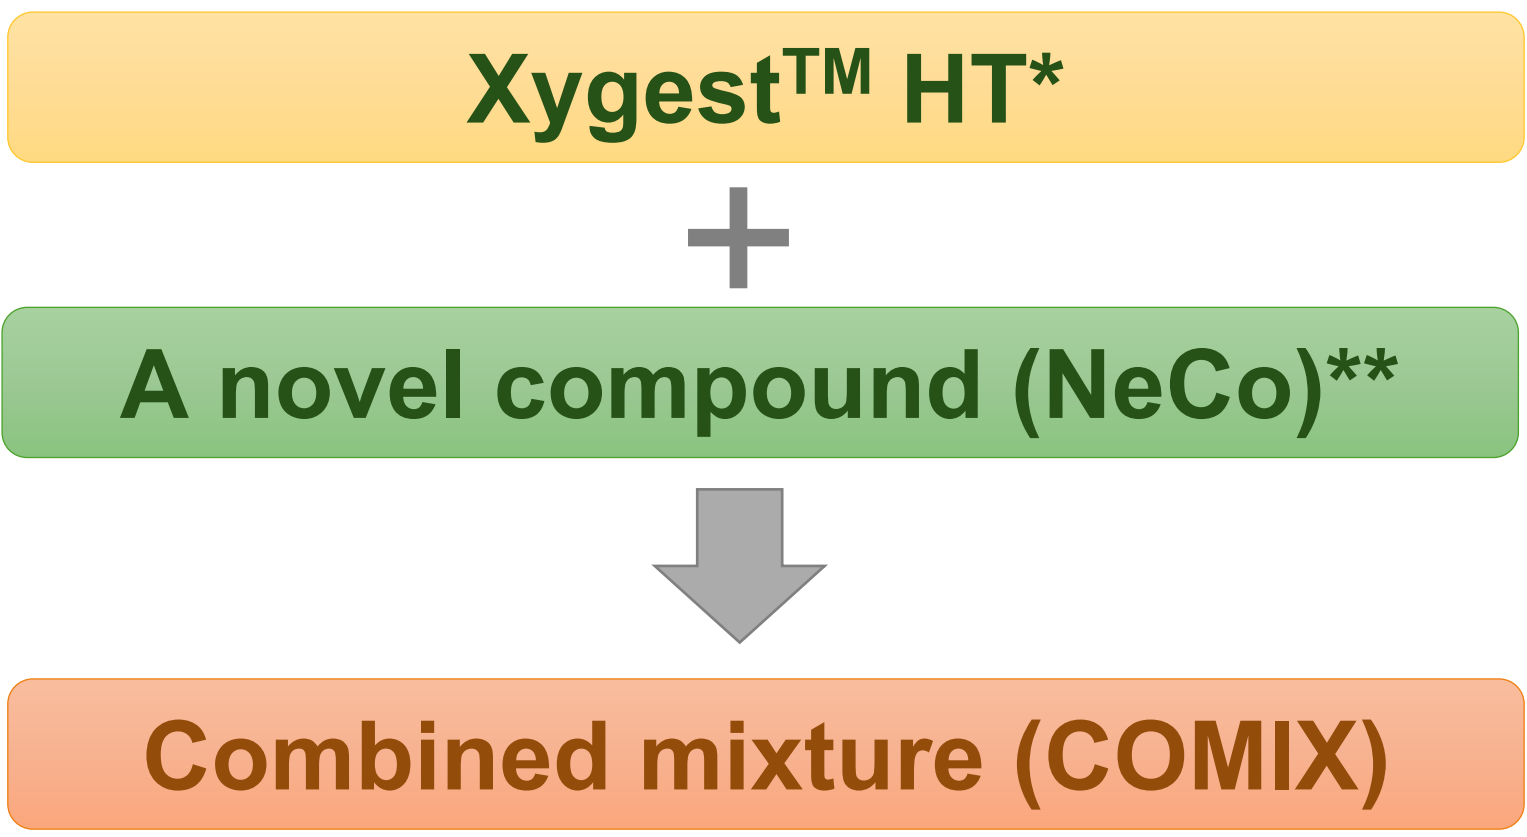 Xygest™ HT*
A novel compound (NeCo)**
Combined mixture (COMIX)